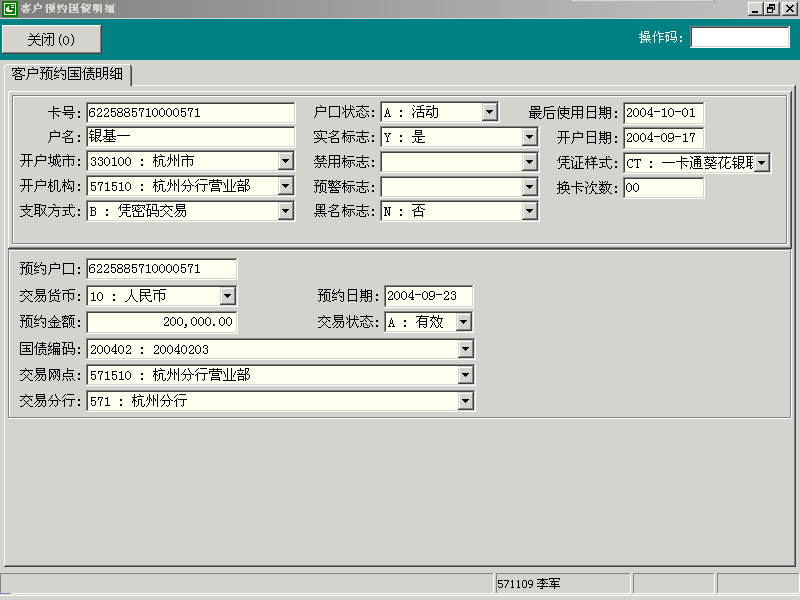 客户预约国债明细
关闭(0)
操作码：
客户预约国债明细
卡号： 6225885710000571 户口状态： A : 活动 最后使用日期： 2004-10-01
户名： 银基一 实名标志： Y : 是 开户日期： 2004-09-17
开户城市： 330100 : 杭州市 禁用标志： 凭证样式： CT : 一卡通葵花银联
开户机构： 571510 : 杭州分行营业部 预警标志： 换卡次数： 00
支取方式： B : 凭密码交易 黑名标志： N : 否
预约户口： 6225885710000571
交易货币： 10 : 人民币 预约日期： 2004-09-23
预约金额： 200,000.00 交易状态： A : 有效
国债编码： 200402 : 20040203
交易网点： 571510 : 杭州分行营业部
交易分行： 571 : 杭州分行
571109 李军